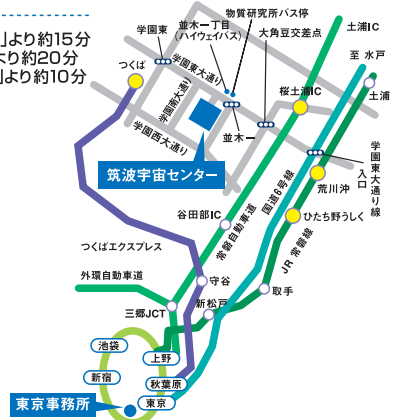 」より約15分
より約20分
」より約10分
物質研究所バス停
並木一丁目
(ハイウェイバス)
学園東
大角豆交差点
土浦IC
至 水戸
つくば
学園東大通り
学園南大通り
学園西大通り
桜土浦IC
土浦
並木一
筑波宇宙センター
学園東大通り線
入口
荒川沖
国道6号線
谷田部IC
常磐自動車道
ひたち野うしく
JR 常磐線
つくばエクスプレス
外環自動車道
守谷
取手
新松戸
三郷JCT
池袋
上野
新宿
秋葉原
東京
東京事務所